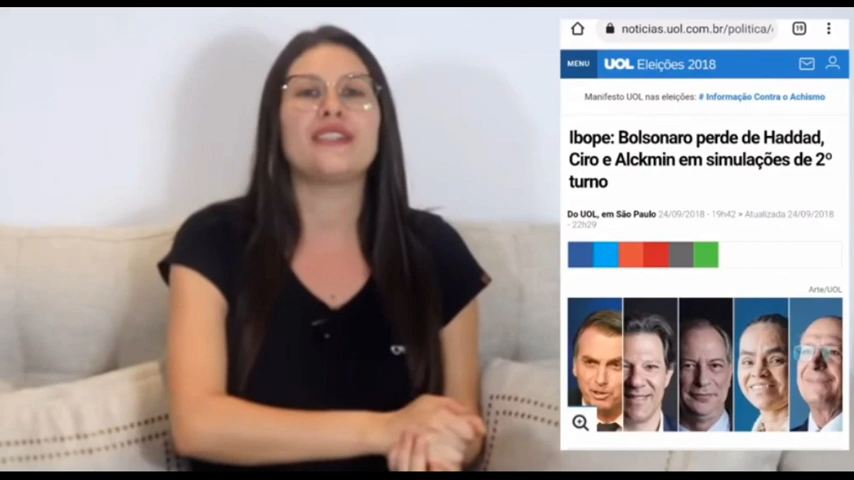 noticias.uol.com.br/politica/
19
MENU UOL Eleições 2018
Manifesto UOL nas eleições: # Informação Contra o Achismo
Ibope: Bolsonaro perde de Haddad,
Ciro e Alckmin em simulações de 2º
turno
Do UOL, em São Paulo 24/09/2018 - 19h42 > Atualizada 24/09/2018
- 22h29
Arte/UOL